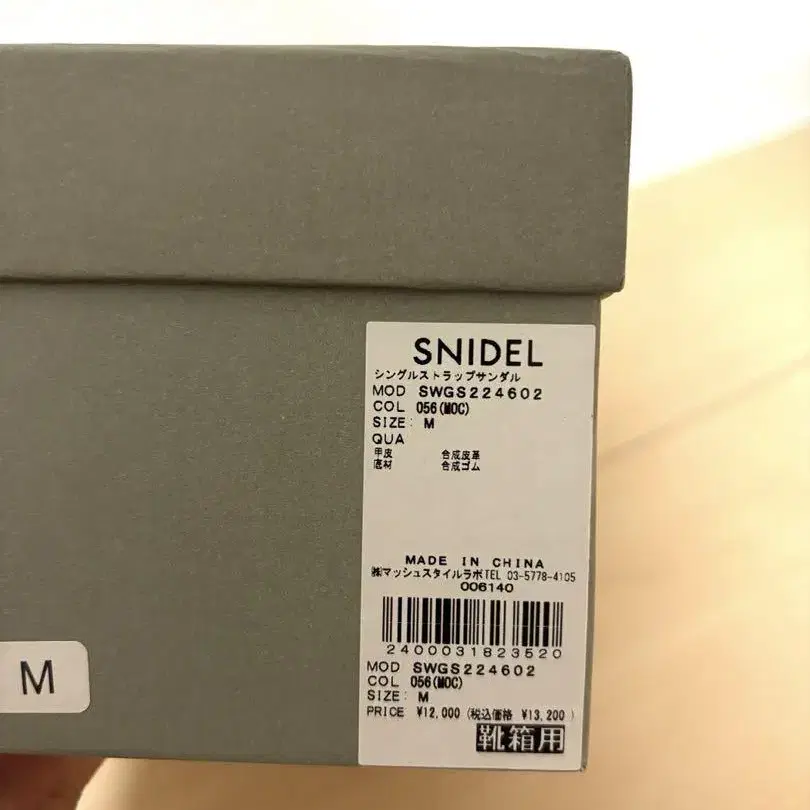 SNIDEL
シングルストラップサンダル
MOD SWGS224602
COL 056(MOC)
SIZE: M
QUA
甲皮 合成皮革
底材 合成ゴム
MADE IN CHINA
㈱マッシュスタイルラボTEL 03-5778-4105
006140
2400031823520
MOD SWGS224602
COL 056(MOC)
SIZE: M
PRICE ¥12,000 (税込価格 ¥13,200 )
靴箱用
M